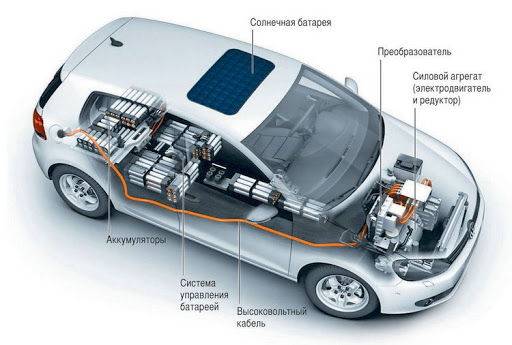 Солнечная батарея
Преобразователь
Силовой агрегат
(электродвигатель
и редуктор)
Аккумуляторы
Система
управления
батареей
Высоковольтный
кабель